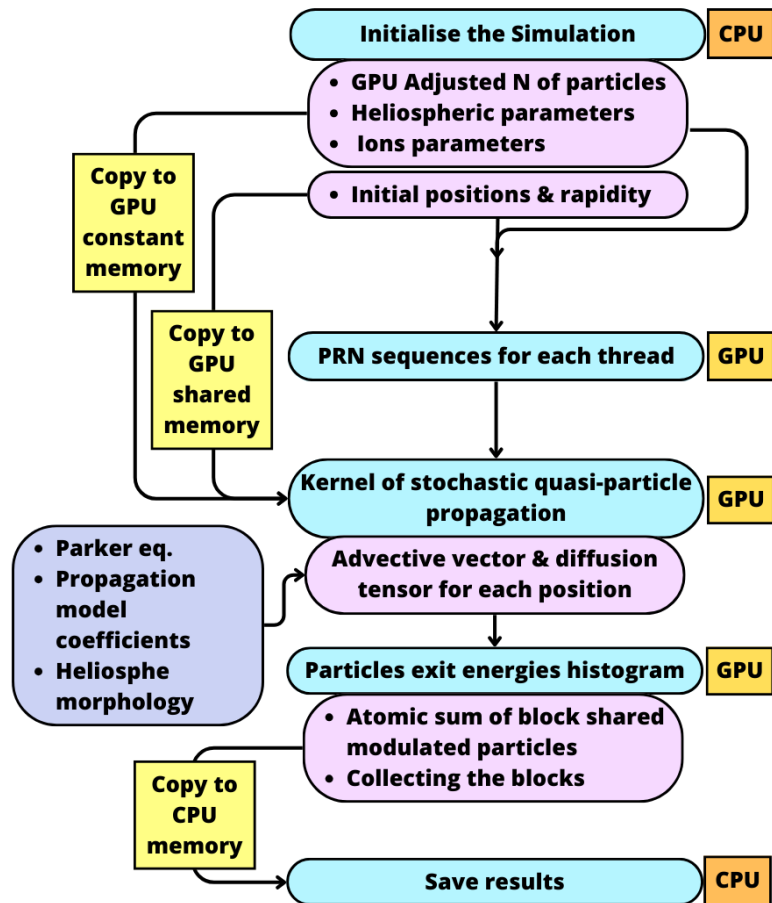 Initialise the Simulation
CPU
• GPU Adjusted N of particles
• Heliospheric parameters
• Ions parameters
Copy to
GPU
constant
memory
• Initial positions & rapidity
Copy to
GPU
shared
memory
PRN sequences for each thread
GPU
Kernel of stochastic quasi-particle
propagation
GPU
• Parker eq.
• Propagation
model
coefficients
• Heliosphe
morphology
Advective vector & diffusion
tensor for each position
Particles exit energies histogram
GPU
• Atomic sum of block shared
modulated particles
• Collecting the blocks
Copy to
CPU
memory
Save results
CPU